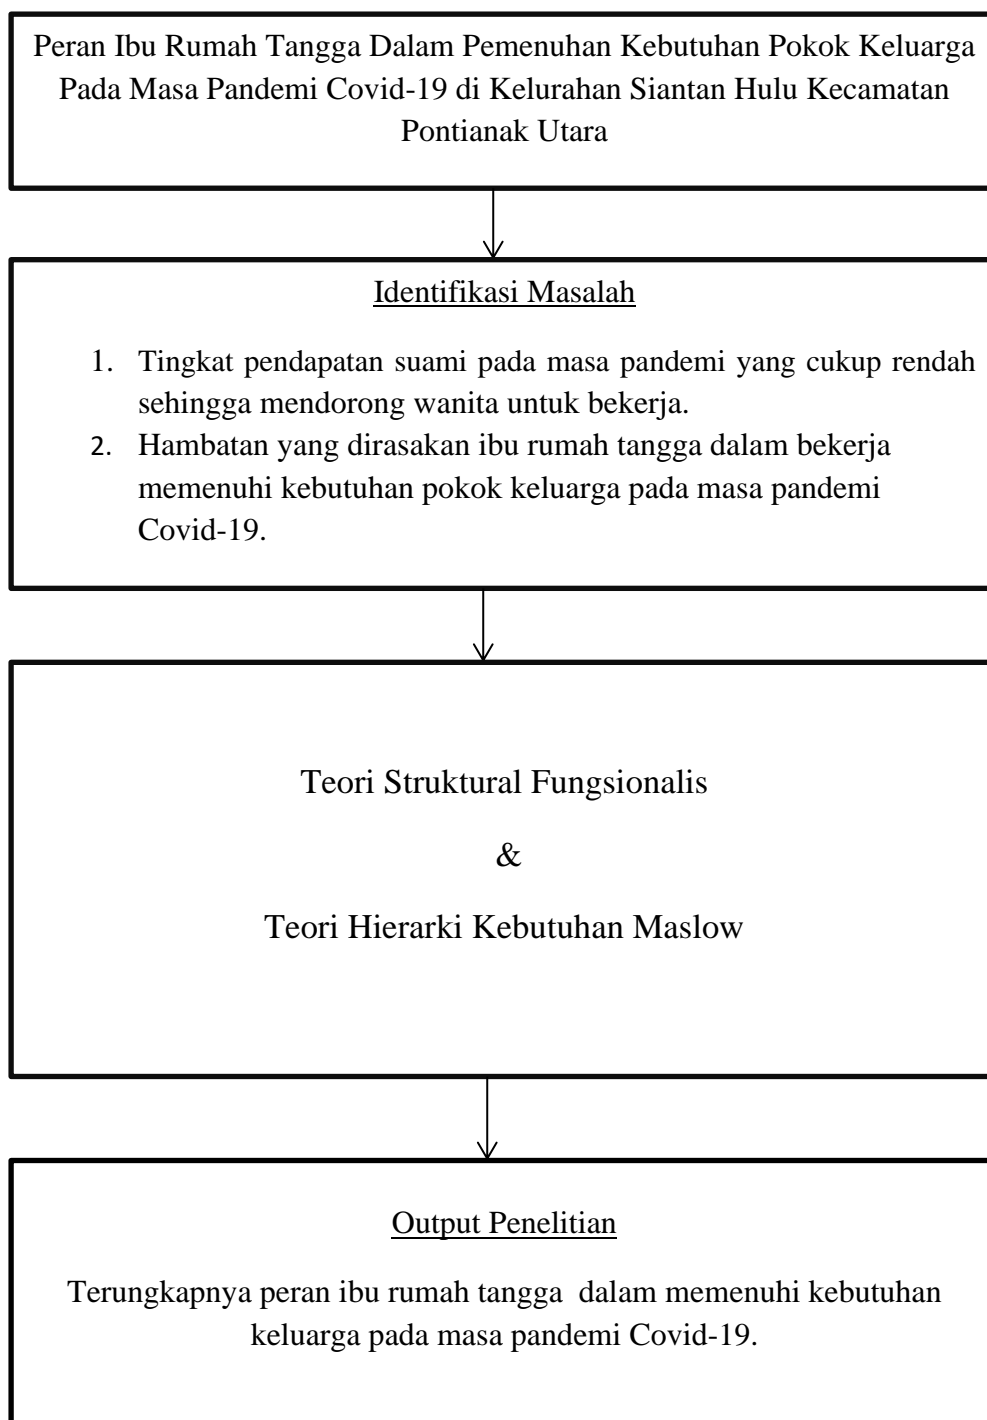 Peran Ibu Rumah Tangga Dalam Pemenuhan Kebutuhan Pokok Keluarga
Pada Masa Pandemi Covid-19 di Kelurahan Siantan Hulu Kecamatan
Pontianak Utara
Identifikasi Masalah
1. Tingkat pendapatan suami pada masa pandemi yang cukup rendah
sehingga mendorong wanita untuk bekerja.
2. Hambatan yang dirasakan ibu rumah tangga dalam bekerja
memenuhi kebutuhan pokok keluarga pada masa pandemi
Covid-19.
Teori Struktural Fungsionalis
&
Teori Hierarki Kebutuhan Maslow
Output Penelitian
Terungkapnya peran ibu rumah tangga dalam memenuhi kebutuhan
keluarga pada masa pandemi Covid-19.